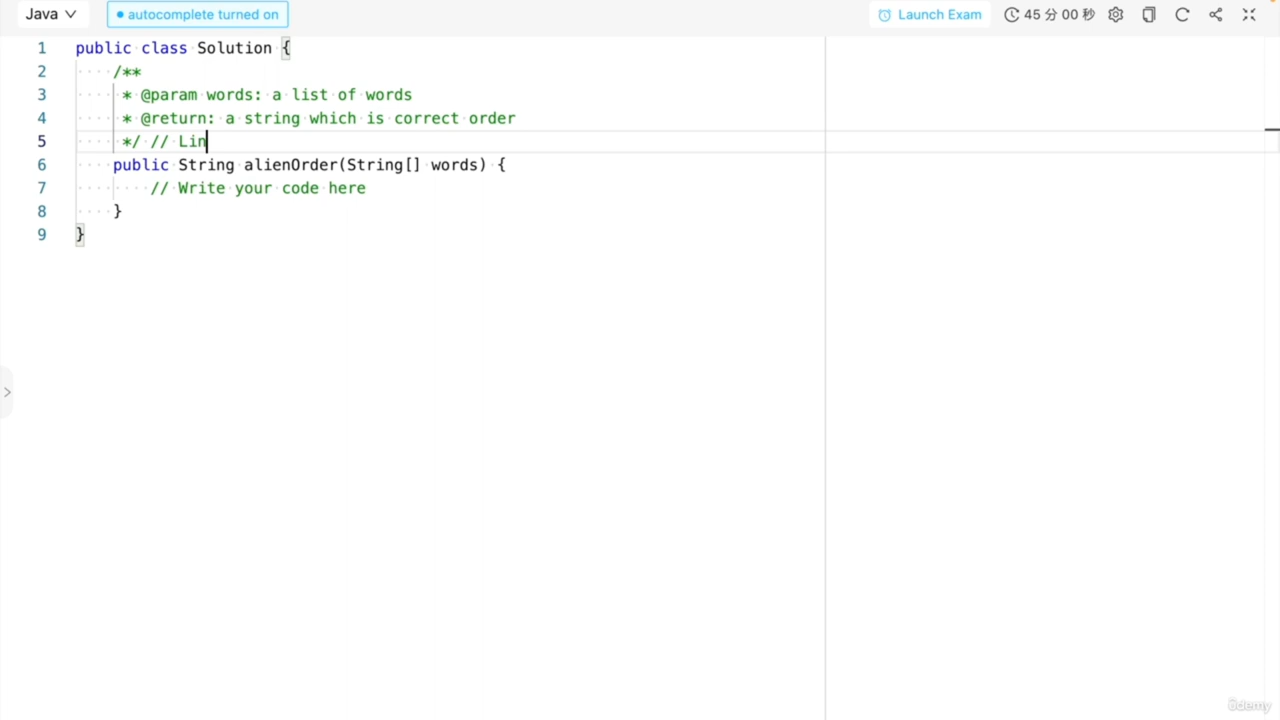 Java autocomplete turned on Launch Exam 45 分 00 秒
1 public class Solution {
2 /**
3 * @param words: a list of words
4 * @return: a string which is correct order
5 */ // Lin
6 public String alienOrder(String[] words) {
7 // Write your code here
8 }
9 }
ûdemy